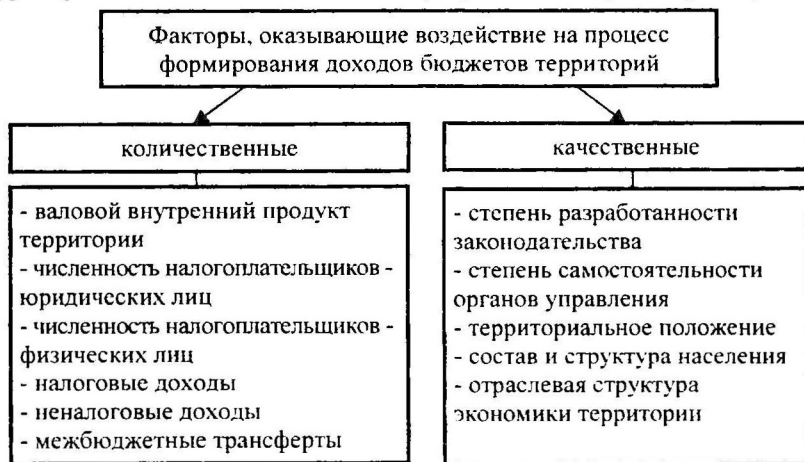 Факторы, оказывающие воздействие на процесс
формирования доходов бюджетов территорий
количественные
- валовой внутренний продукт
территории
- численность налогоплательщиков -
юридических лиц
- численность налогоплательщиков -
физических лиц
- налоговые доходы
- неналоговые доходы
- межбюджетные трансферты
качественные
- степень разработанности
законодательства
- степень самостоятельности
органов управления
- территориальное положение
- состав и структура населения
- отраслевая структура
экономики территории